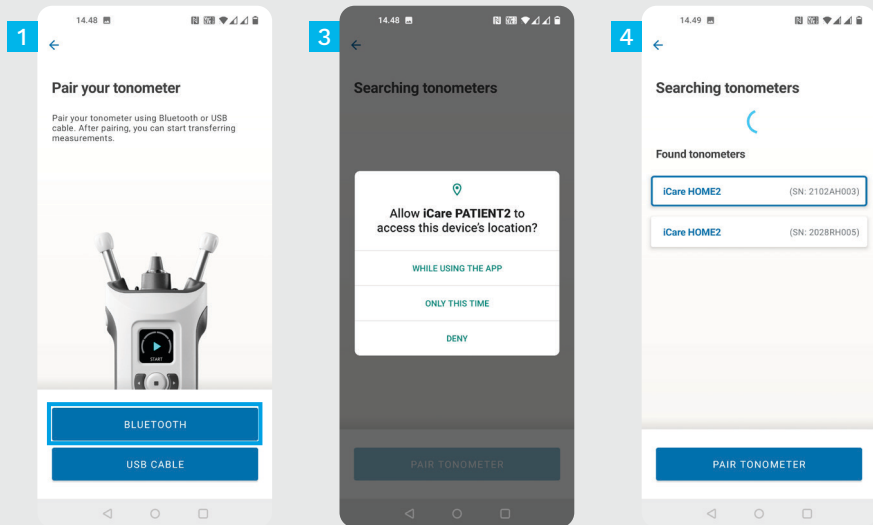 1
14.48
Pair your tonometer
Pair your tonometer using Bluetooth or USB
cable. After pairing, you can start transferring
measurements.
START
BLUETOOTH
USB CABLE
3
14.48
Searching tonometers
Allow iCare PATIENT2 to
access this device's location?
WHILE USING THE APP
ONLY THIS TIME
DENY
PAIR TONOMETER
4
14.49
Searching tonometers
Found tonometers
iCare HOME2 (SN: 2102AH003)
iCare HOME2 (SN: 2028RH005)
PAIR TONOMETER